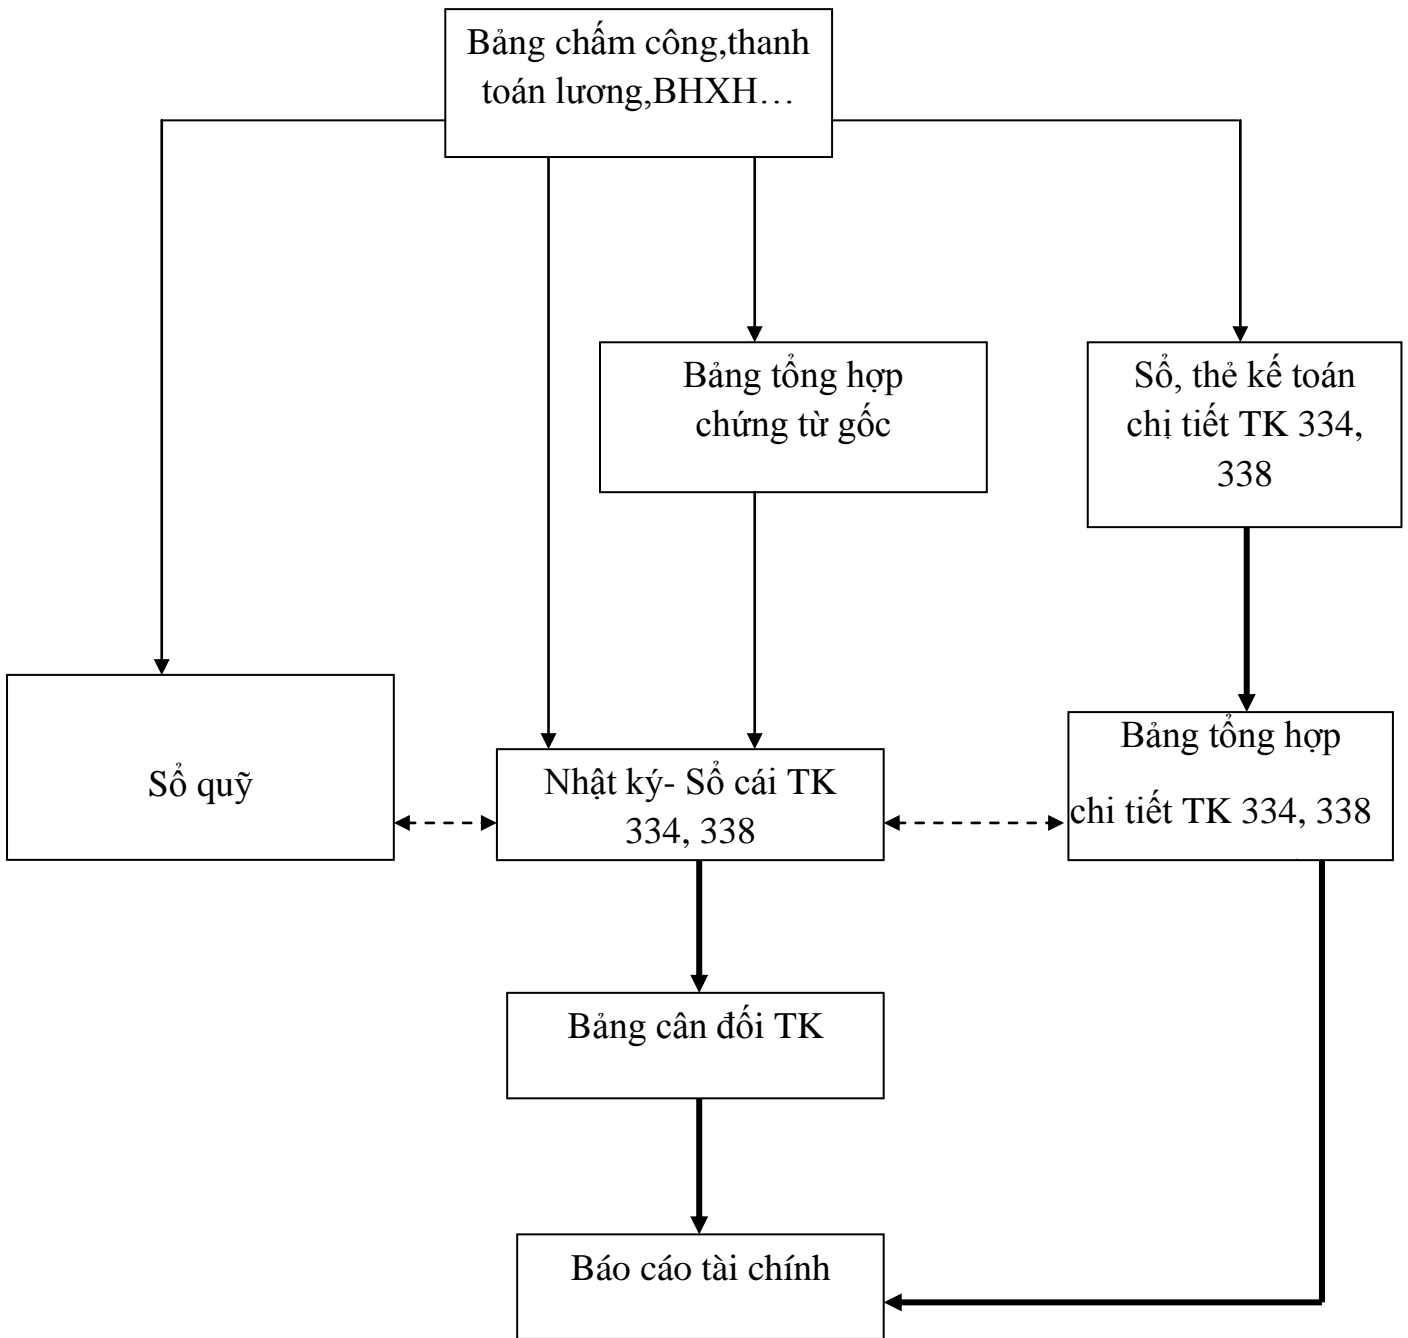 Bảng chấm công,thanh
toán lương,BHXH…
Bảng tổng hợp
chứng từ gốc
Sổ, thẻ kế toán
chị tiết TK 334,
338
Sổ quỹ
Nhật ký- Sổ cái TK
334, 338
Bảng tổng hợp
chi tiết TK 334, 338
Bảng cân đối TK
Báo cáo tài chính